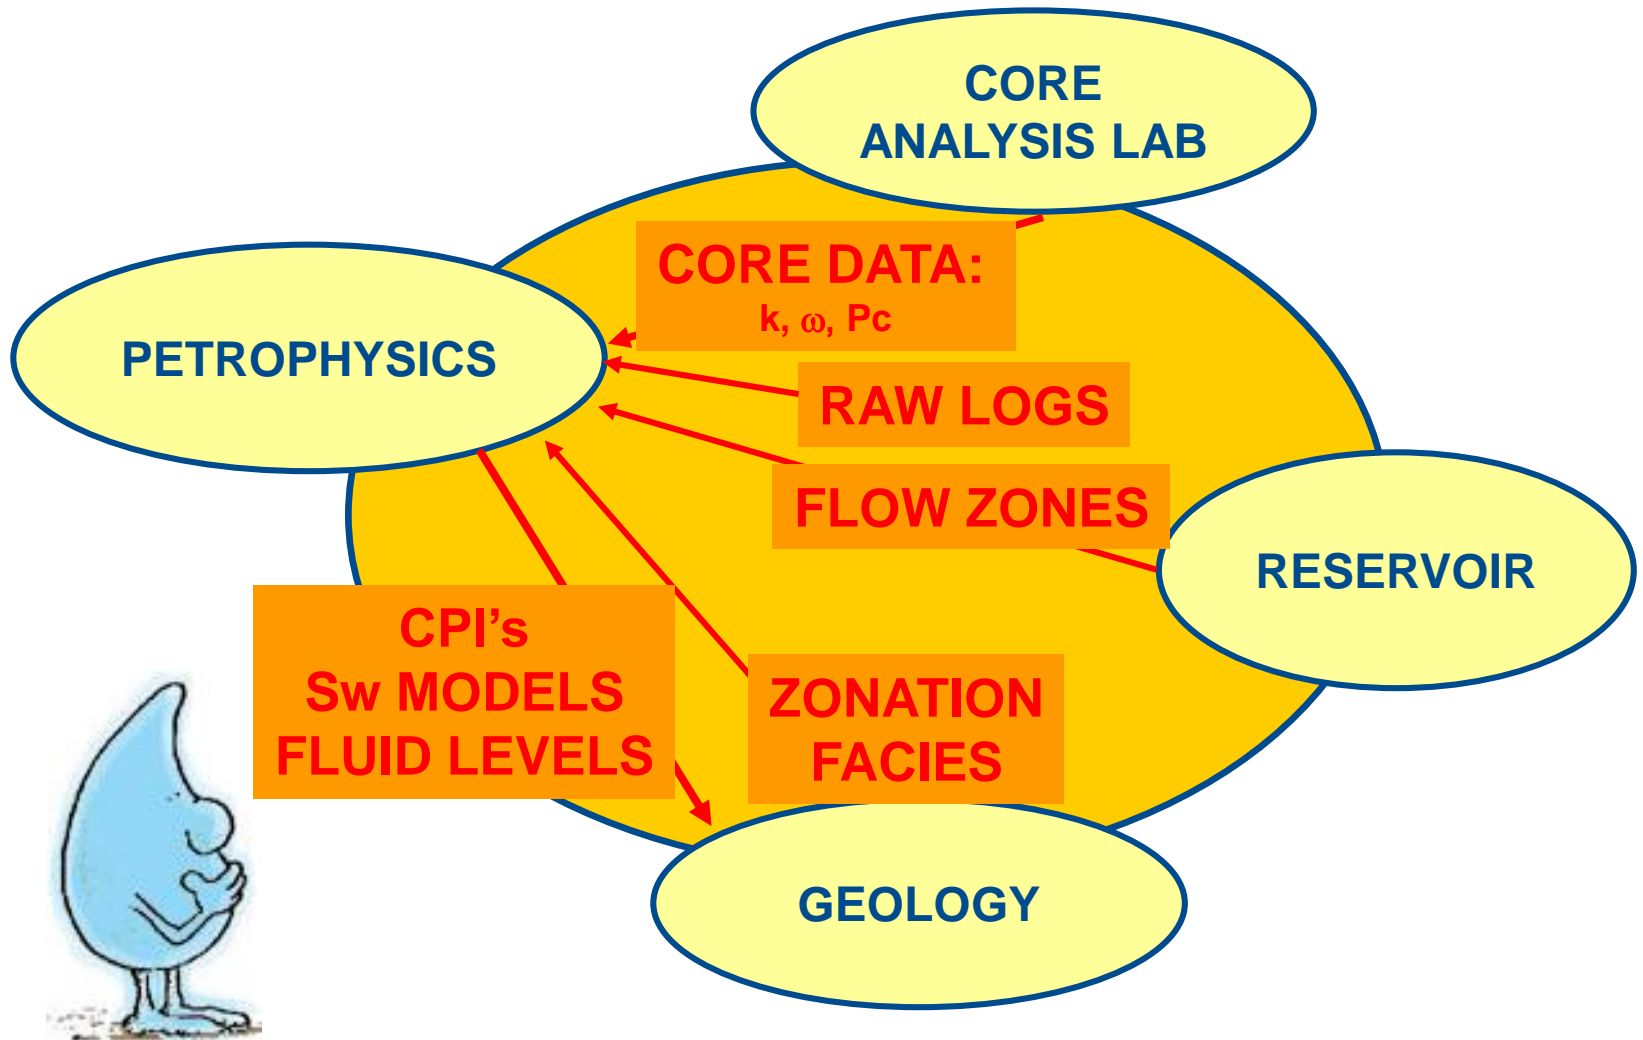 CORE
ANALYSIS LAB
CORE DATA:
k, ω, Pc
PETROPHYSICS
RAW LOGS
FLOW ZONES
RESERVOIR
CPI’s
Sw MODELS
FLUID LEVELS
ZONATION
FACIES
GEOLOGY